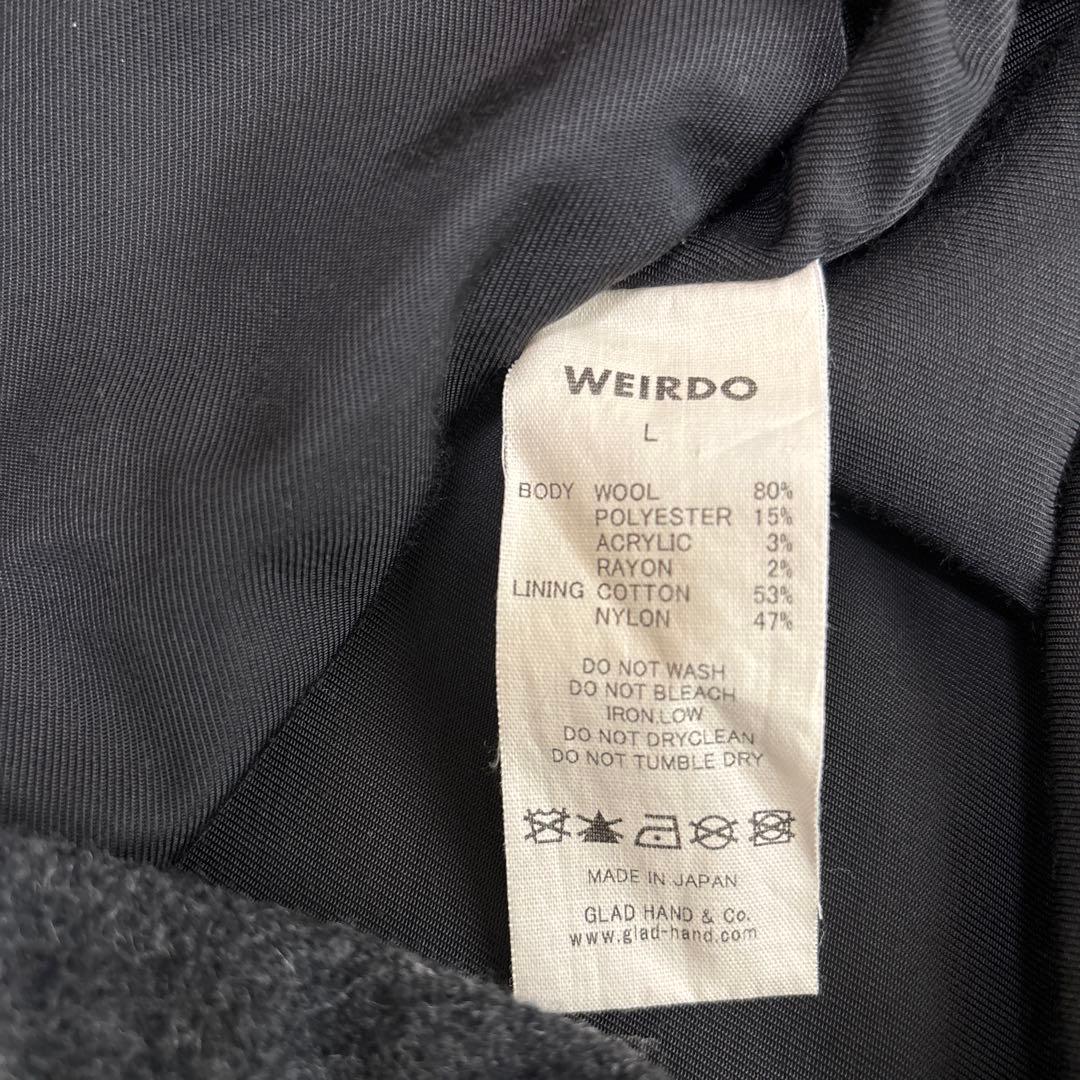 WEIRDO
L
BODY WOOL 80%
POLYESTER 15%
ACRYLIC 3%
RAYON 2%
LINING COTTON 53%
NYLON 47%
DO NOT WASH
DO NOT BLEACH
IRON,LOW
DO NOT DRYCLEAN
DO NOT TUMBLE DRY
MADE IN JAPAN
GLAD HAND & Co.
www.glad-hand.com